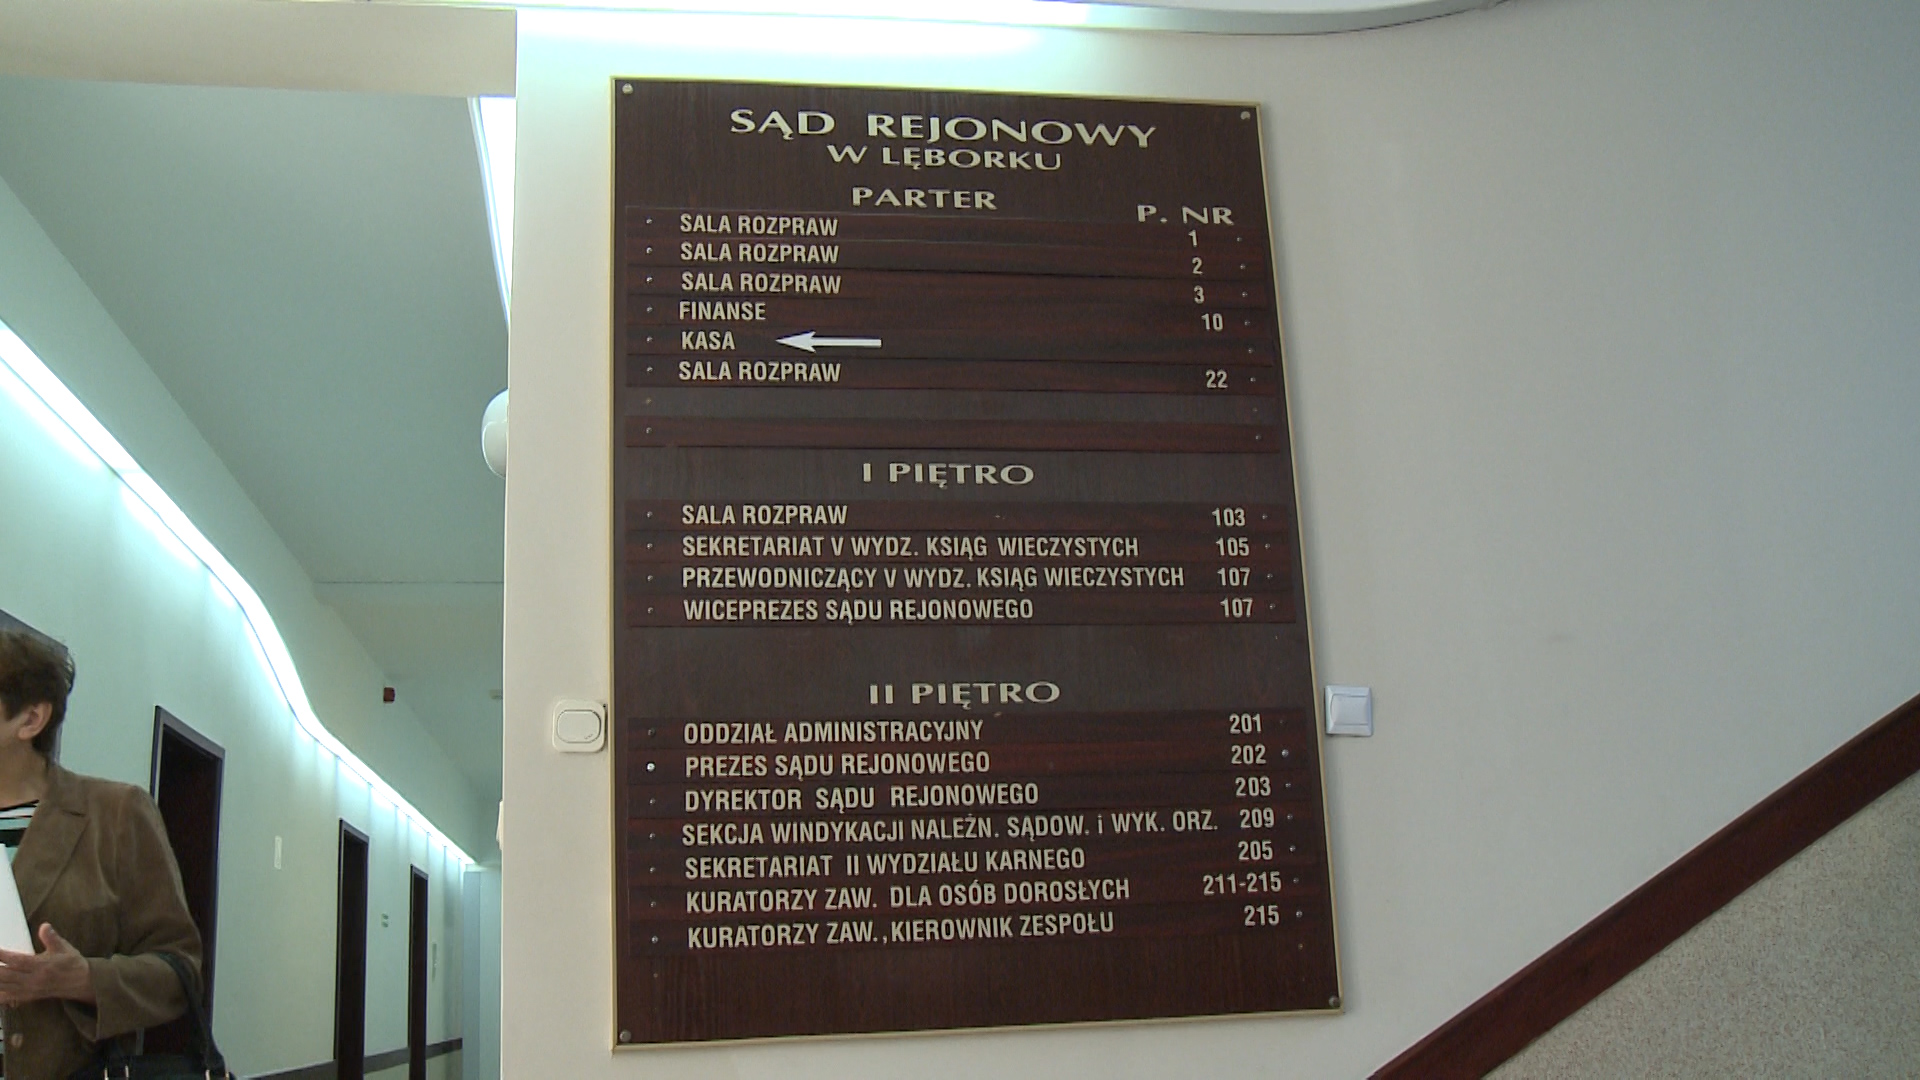 SĄD REJONOWY
W LĘBORKU
PARTER P. NR
SALA ROZPRAW 1
SALA ROZPRAW 2
SALA ROZPRAW 3
FINANSE 10
KASA
SALA ROZPRAW 22
I PIĘTRO
SALA ROZPRAW 103
SEKRETARIAT V WYDZ. KSIĄG WIECZYSTYCH 105
PRZEWODNICZĄCY V WYDZ. KSIĄG WIECZYSTYCH 107
WICEPREZES SĄDU REJONOWEGO 107
II PIĘTRO
ODDZIAŁ ADMINISTRACYJNY 201
PREZES SĄDU REJONOWEGO 202
DYREKTOR SĄDU REJONOWEGO 203
SEKCJA WINDYKACJI NALEŻN. SĄDOW. i WYK. ORZ. 209
SEKRETARIAT II WYDZIAŁU KARNEGO 205
KURATORZY ZAW. DLA OSÓB DOROSŁYCH 211-215
KURATORZY ZAW.,KIEROWNIK ZESPOŁU 215